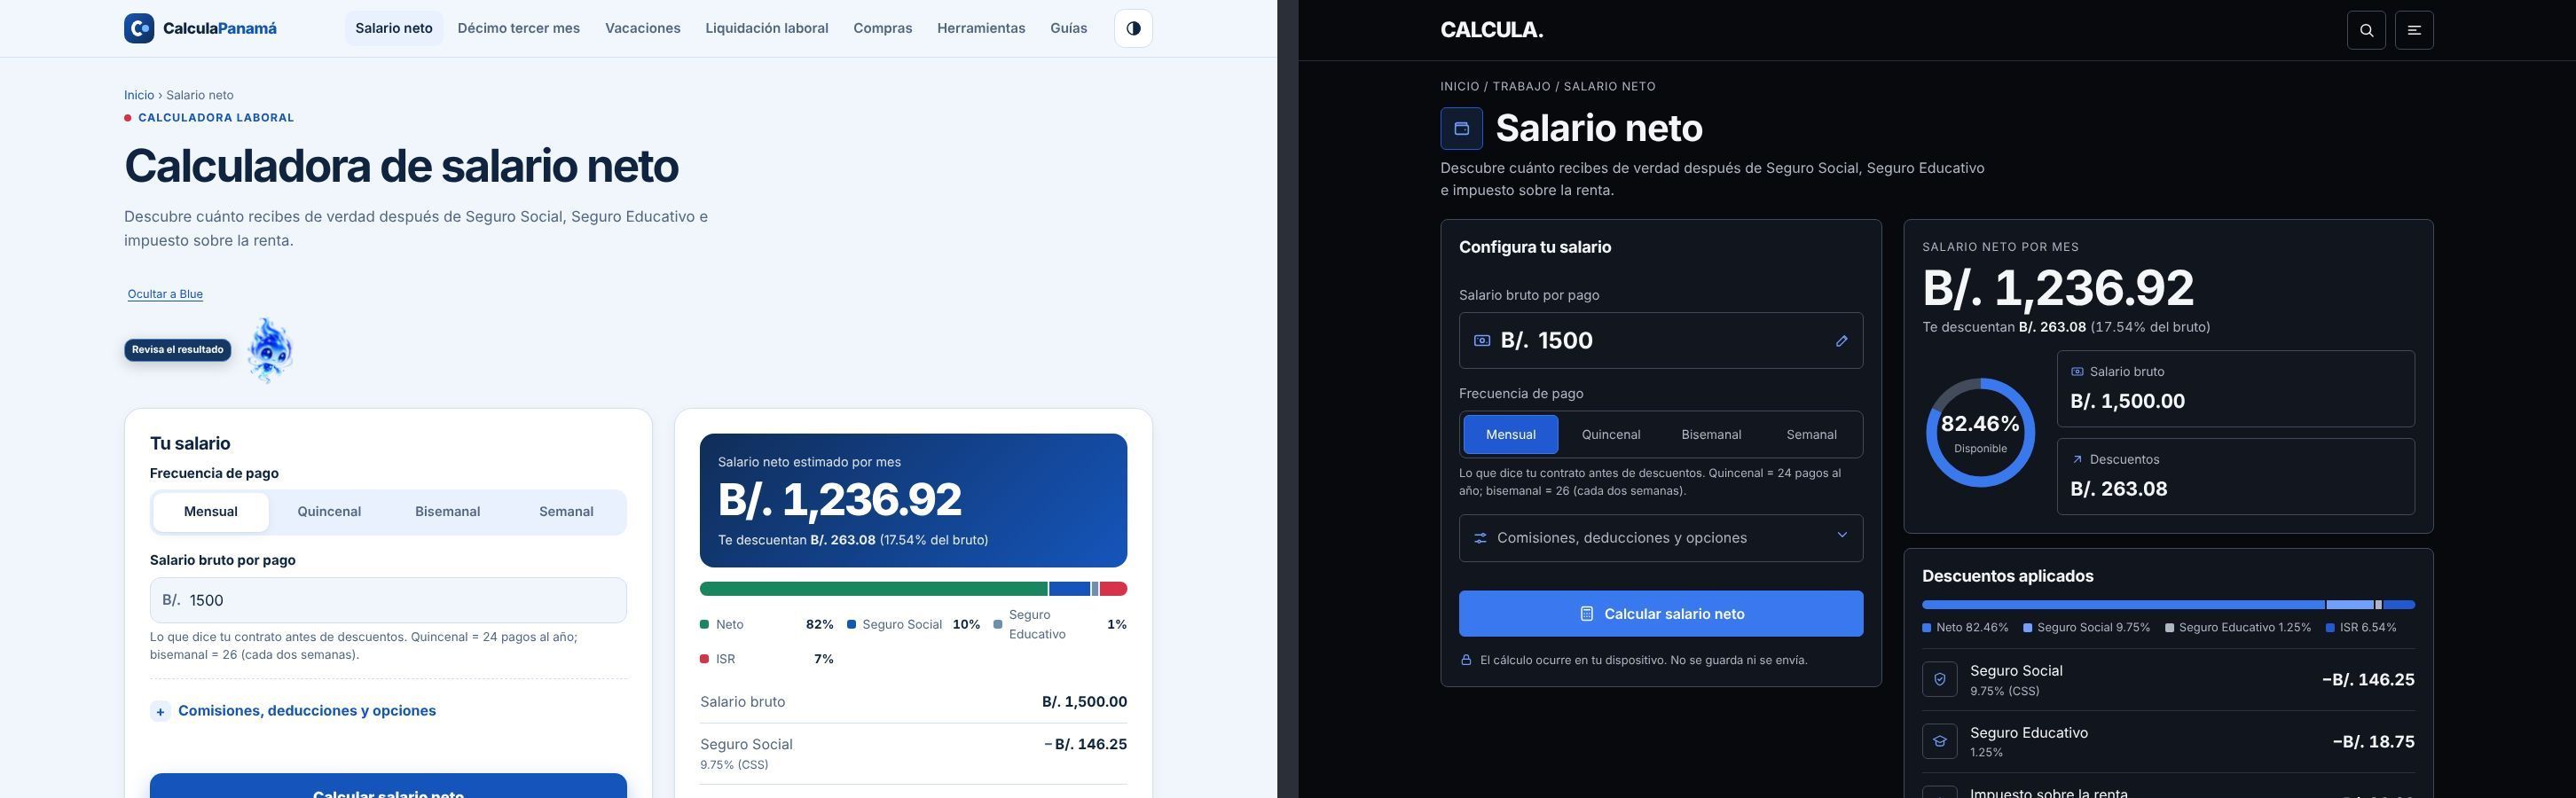 CalculaPanamá
Salario neto
Décimo tercer mes
Vacaciones
Liquidación laboral
Compras
Herramientas
Guías
Inicio › Salario neto
CALCULADORA LABORAL
Calculadora de salario neto
Descubre cuánto recibes de verdad después de Seguro Social, Seguro Educativo e
impuesto sobre la renta.
Ocultar a Blue
Revisa el resultado
Tu salario
Frecuencia de pago
Mensual
Quincenal
Bisemanal
Semanal
Salario bruto por pago
B/. 1500
Lo que dice tu contrato antes de descuentos. Quincenal = 24 pagos al año;
bisemanal = 26 (cada dos semanas).
+ Comisiones, deducciones y opciones
Calcular salario neto
Salario neto estimado por mes
B/. 1,236.92
Te descuentan B/. 263.08 (17.54% del bruto)
Neto 82%
Seguro Social 10%
Seguro
Educativo 1%
ISR 7%
Salario bruto B/. 1,500.00
Seguro Social − B/. 146.25
9.75% (CSS)
CALCULA.
INICIO / TRABAJO / SALARIO NETO
Salario neto
Descubre cuánto recibes de verdad después de Seguro Social, Seguro Educativo
e impuesto sobre la renta.
Configura tu salario
Salario bruto por pago
B/. 1500
Frecuencia de pago
Mensual
Quincenal
Bisemanal
Semanal
Lo que dice tu contrato antes de descuentos. Quincenal = 24 pagos al
año; bisemanal = 26 (cada dos semanas).
Comisiones, deducciones y opciones
Calcular salario neto
El cálculo ocurre en tu dispositivo. No se guarda ni se envía.
SALARIO NETO POR MES
B/. 1,236.92
Te descuentan B/. 263.08 (17.54% del bruto)
82.46%
Disponible
Salario bruto
B/. 1,500.00
Descuentos
B/. 263.08
Descuentos aplicados
Neto 82.46%
Seguro Social 9.75%
Seguro Educativo 1.25%
ISR 6.54%
Seguro Social −B/. 146.25
9.75% (CSS)
Seguro Educativo −B/. 18.75
1.25%
Impuesto sobre la renta